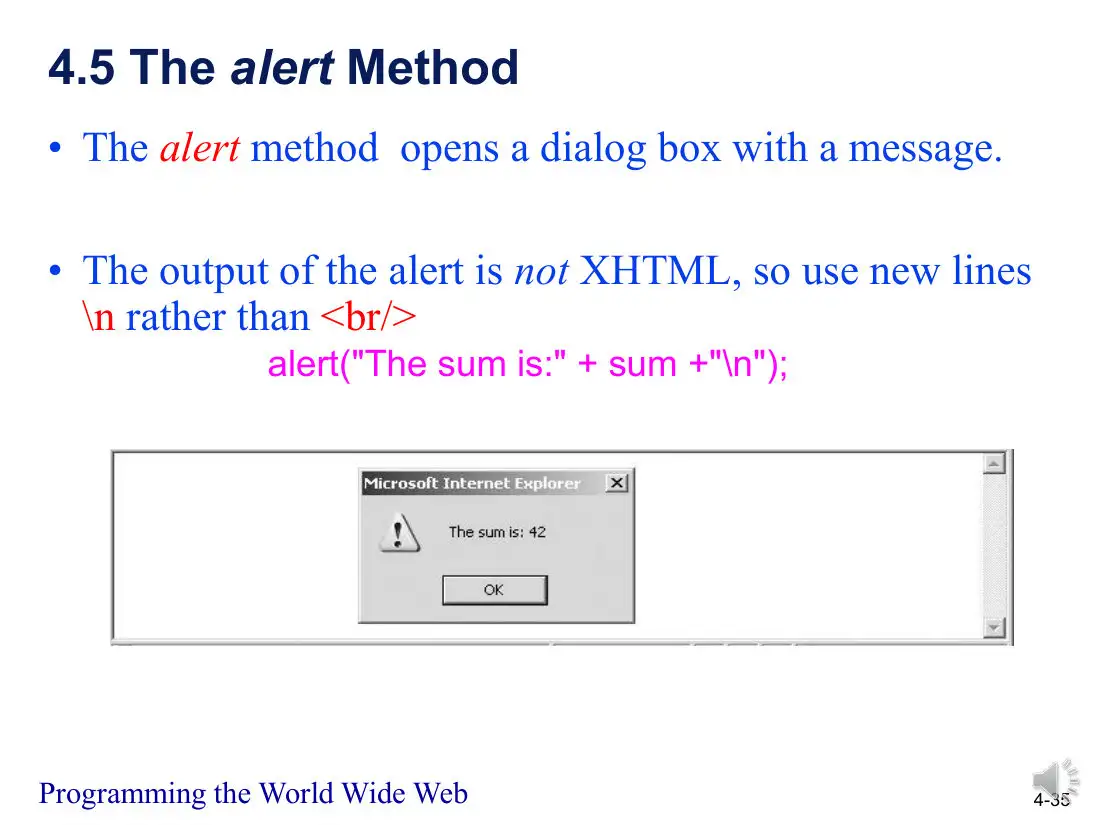 4.5 The alert Method
• The alert method  opens a dialog box with a message.
• The output of the alert is not XHTML, so use new lines
\n rather than <br/>
alert("The sum is:" + sum +"\n");
Microsoft Internet Explorer
The sum is: 42
OK
Programming the World Wide Web
4-35